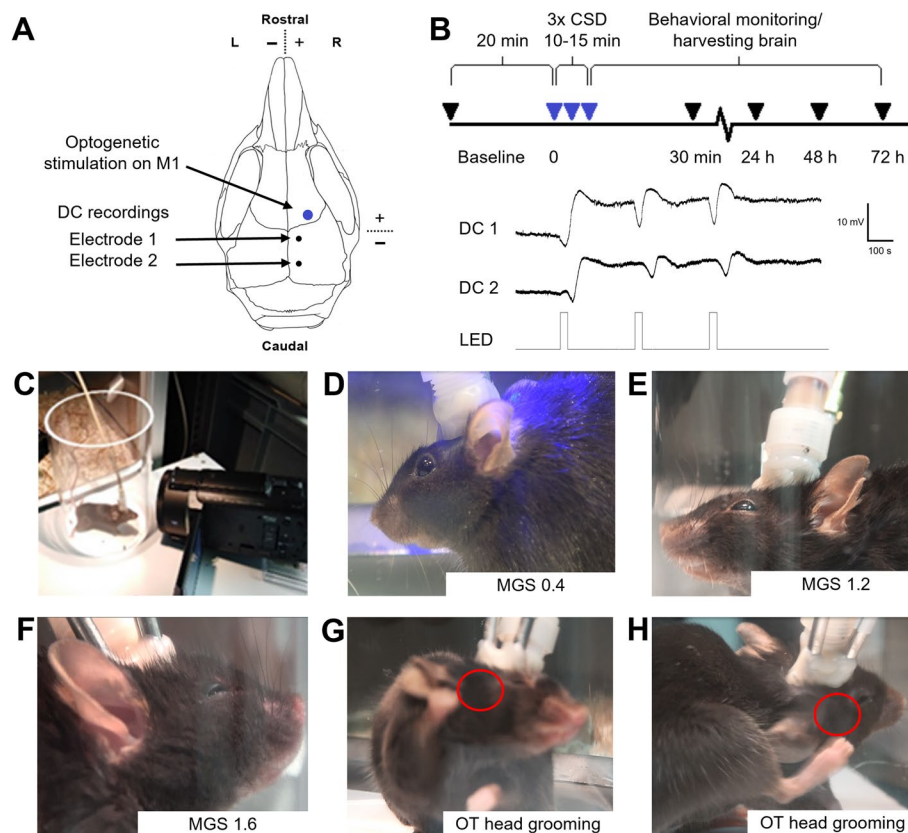 A
Rostral
L − + R
Optogenetic
stimulation on M1
DC recordings
Electrode 1
Electrode 2
+
−
Caudal
B
3x CSD
Behavioral monitoring/
20 min
10-15 min
harvesting brain
Baseline
0
30 min
24 h
48 h
72 h
DC 1
10 mV
100 s
DC 2
LED
C
D
MGS 0.4
E
MGS 1.2
F
MGS 1.6
G
OT head grooming
H
OT head grooming